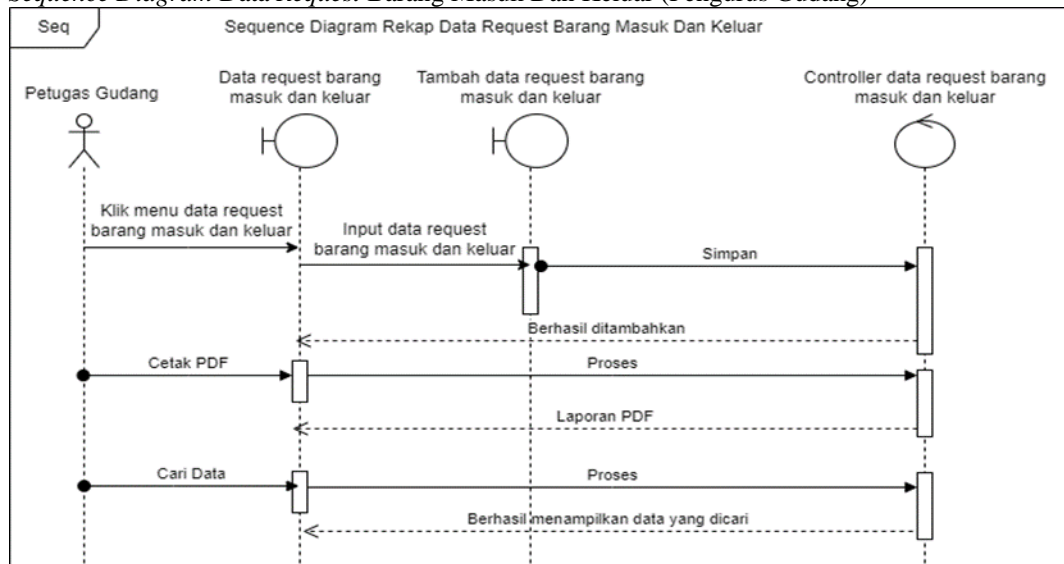 Sequence Diagram Data Request Barang Masuk Dan Keluar (Pengurus Gudang)
Seq
Sequence Diagram Rekap Data Request Barang Masuk Dan Keluar
Petugas Gudang
Data request barang
masuk dan keluar
Tambah data request barang
masuk dan keluar
Controller data request barang
masuk dan keluar
Klik menu data request
barang masuk dan keluar
Input data request
barang masuk dan keluar
Simpan
Berhasil ditambahkan
Cetak PDF
Proses
Laporan PDF
Cari Data
Proses
Berhasil menampilkan data yang dicari